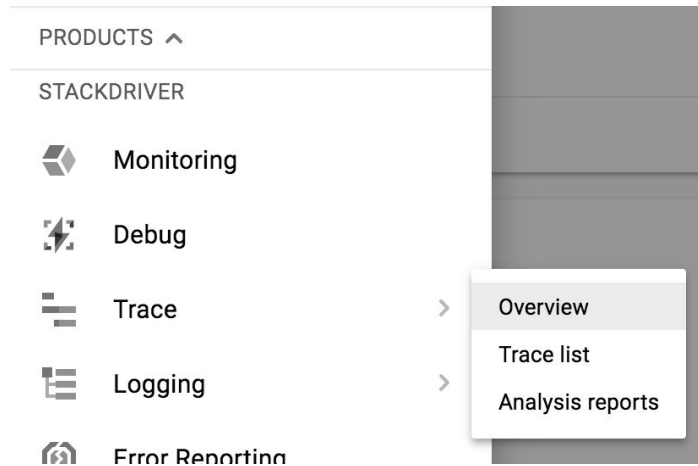 PRODUCTS
STACKDRIVER
Monitoring
Debug
Trace
Overview
Trace list
Logging
Analysis reports
Error Reporting